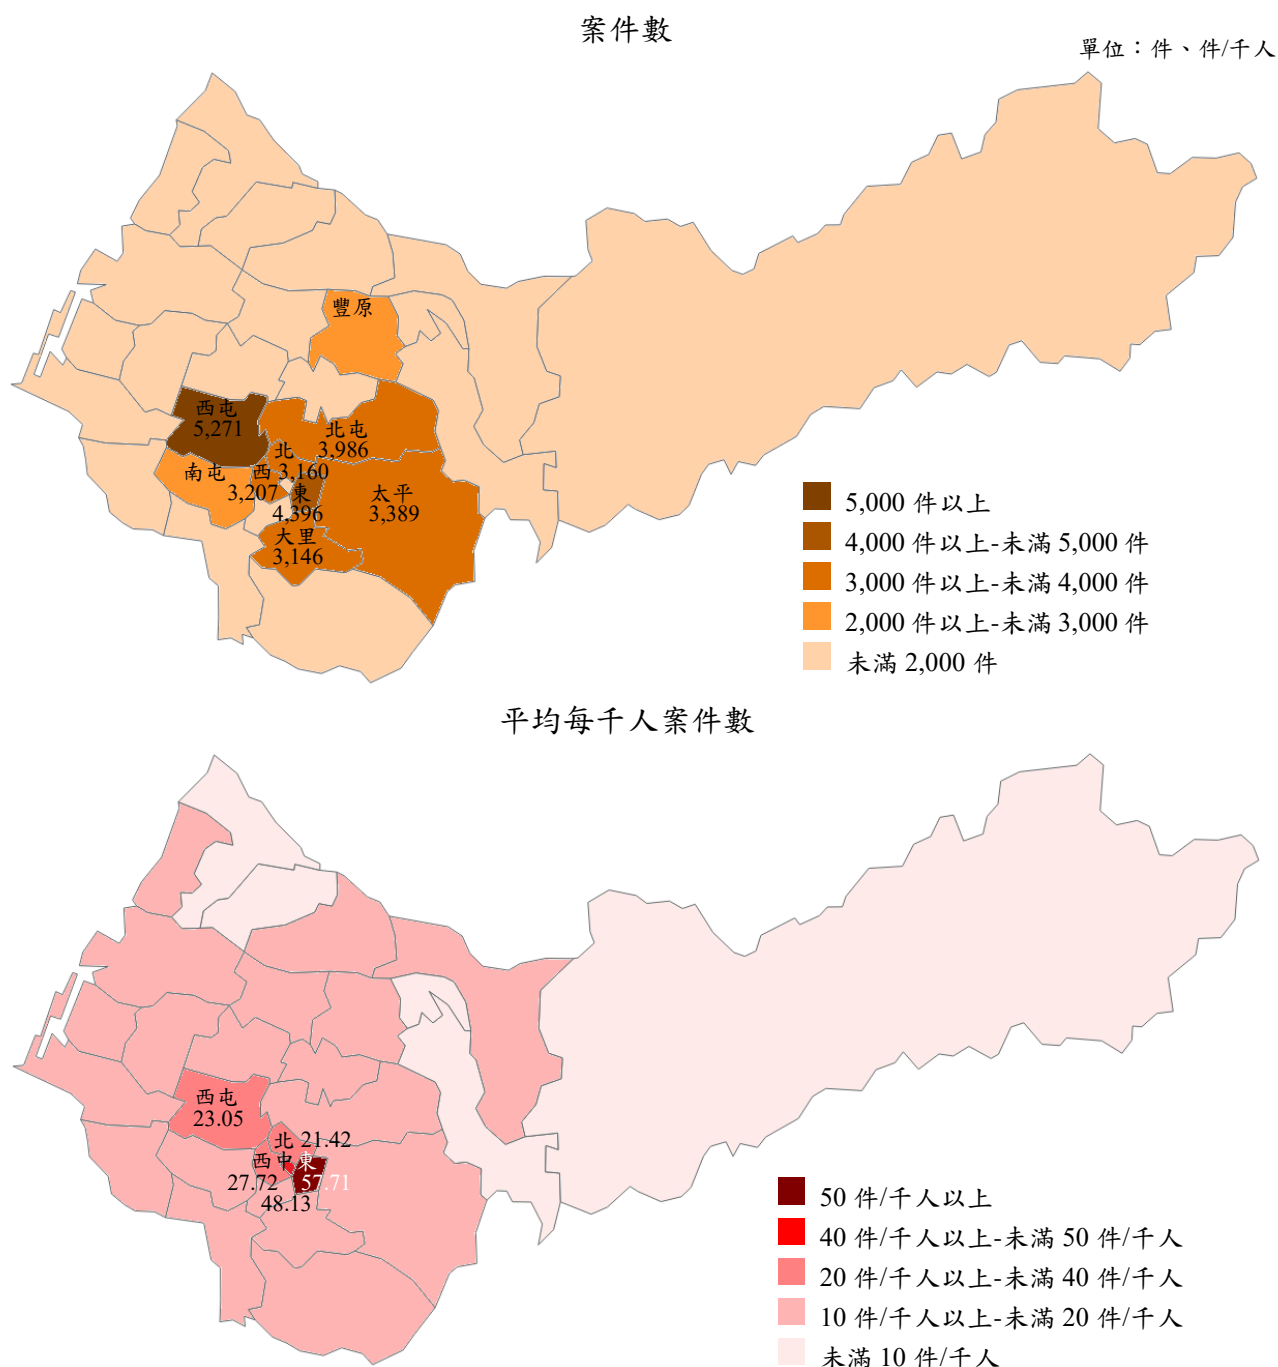 案件數
單位：件、件/千人
豐原
西屯
5,271
北屯
3,986
北
3,160
南屯
西
3,207
東
4,396
太平
3,389
大里
3,146
5,000 件以上
4,000 件以上-未滿 5,000 件
3,000 件以上-未滿 4,000 件
2,000 件以上-未滿 3,000 件
未滿 2,000 件
平均每千人案件數
西屯
23.05
北 21.42
西中東
27.72
57.71
48.13
50 件/千人以上
40 件/千人以上-未滿 50 件/千人
20 件/千人以上-未滿 40 件/千人
10 件/千人以上-未滿 20 件/千人
未滿 10 件/千人